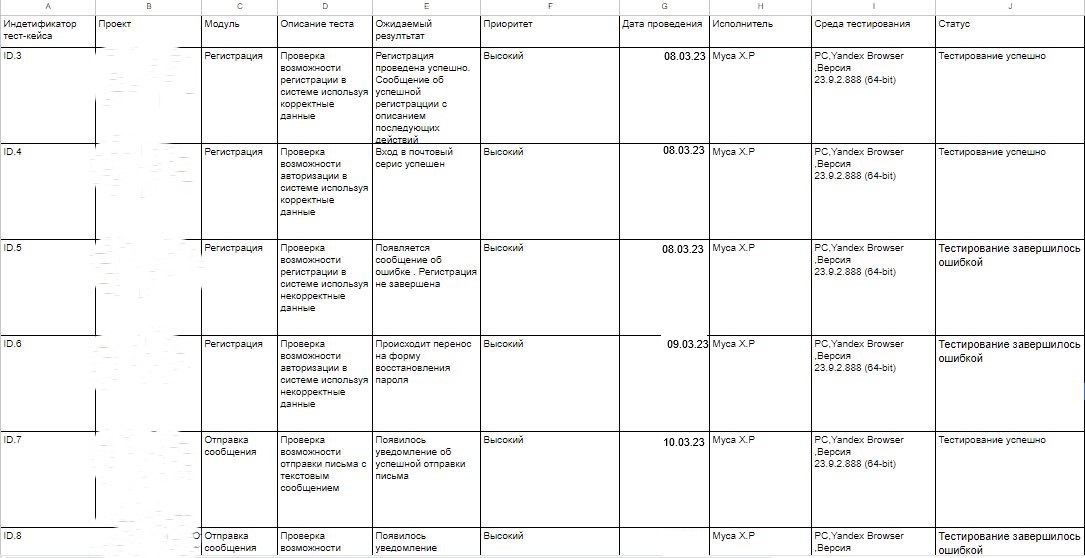 A B C D E F G H I J
Индетификатор тест-кейса
Проект
Модуль
Описание теста
Ожидаемый
резултьтат
Приоритет
Дата проведения
Исполнитель
Среда тестирования
Статус
ID.3
Регистрация
Проверка
возможности
регистрации в
системе используя
корректные
данные
Регистрация
проведена успешно.
Сообщение об
успешной
регистрацции с
описанием
последующих
действий
Высокий
08.03.23
Муса Х.Р
PC,Yandex Browser
,Версия
23.9.2.888 (64-bit)
Тестирование успешно
ID.4
Регистрация
Проверка
возможности
авторизации в
системе используя
корректные
данные
Вход в почтовый
серис успешен
Высокий
08.03.23
Муса Х.Р
PC,Yandex Browser
,Версия
23.9.2.888 (64-bit)
Тестирование успешно
ID.5
Регистрация
Проверка
возможности
регистрации в
системе используя
некорректные
данные
Появляется
сообщение об
ошибке . Регистрация
не завершена
Высокий
08.03.23
Муса Х.Р
PC,Yandex Browser
,Версия
23.9.2.888 (64-bit)
Тестирование завершилось
ошибкой
ID.6
Регистрация
Проверка
возможности
авторизации в
системе используя
некорректные
данные
Происходит перенос
на форму
восстановления
пароля
Высокий
09.03.23
Муса Х.Р
PC,Yandex Browser
,Версия
23.9.2.888 (64-bit)
Тестирование завершилось
ошибкой
ID.7
Отправка
сообщения
Проверка
возможности
отправки письма с
текстовым
сообщением
Появилось
уведомление об
успешной отправки
письма
Высокий
10.03.23
Муса Х.Р
PC,Yandex Browser
,Версия
23.9.2.888 (64-bit)
Тестирование успешно
ID.8
Отправка
сообщения
Проверка
возможности
Появилось
уведомление
Высокий
Муса Х.Р
PC,Yandex Browser
,Версия
Тестирование завершилось
ошибкой